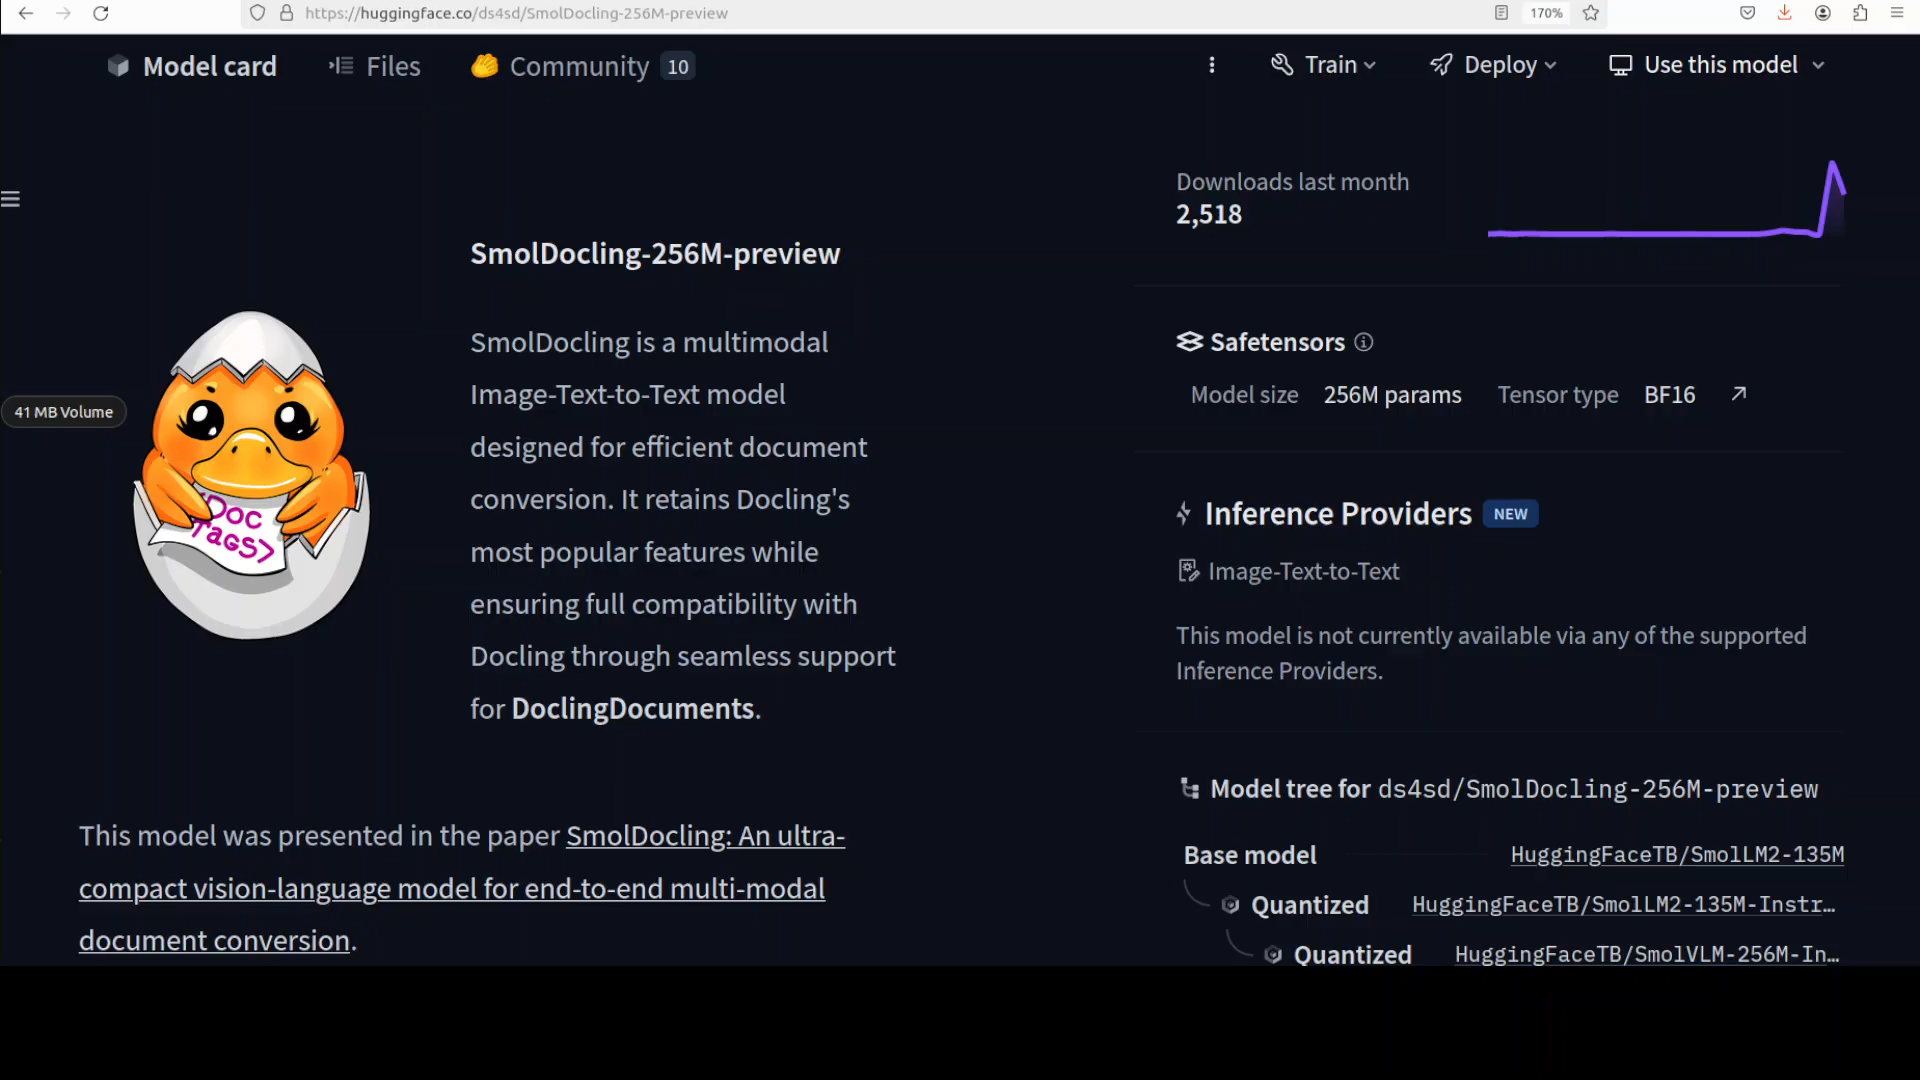 https://huggingface.co/ds4sd/SmolDocling-256M-preview
170%
Model card
Files
Community 10
Train
Deploy
Use this model
Downloads last month
2,518
SmolDocling-256M-preview
SmolDocling is a multimodal
Image-Text-to-Text model
designed for efficient document
conversion. It retains Docling's
most popular features while
ensuring full compatibility with
Docling through seamless support
for DoclingDocuments.
41 MB Volume
<Doc
Tags>
This model was presented in the paper SmolDocling: An ultra-
compact vision-language model for end-to-end multi-modal
document conversion.
Safetensors
Model size 256M params Tensor type BF16
Inference Providers NEW
Image-Text-to-Text
This model is not currently available via any of the supported
Inference Providers.
Model tree for ds4sd/SmolDocling-256M-preview
Base model HuggingFaceTB/SmolLM2-135M
Quantized HuggingFaceTB/SmolLM2-135M-Instr…
Quantized HuggingFaceTB/SmolVLM-256M-In…